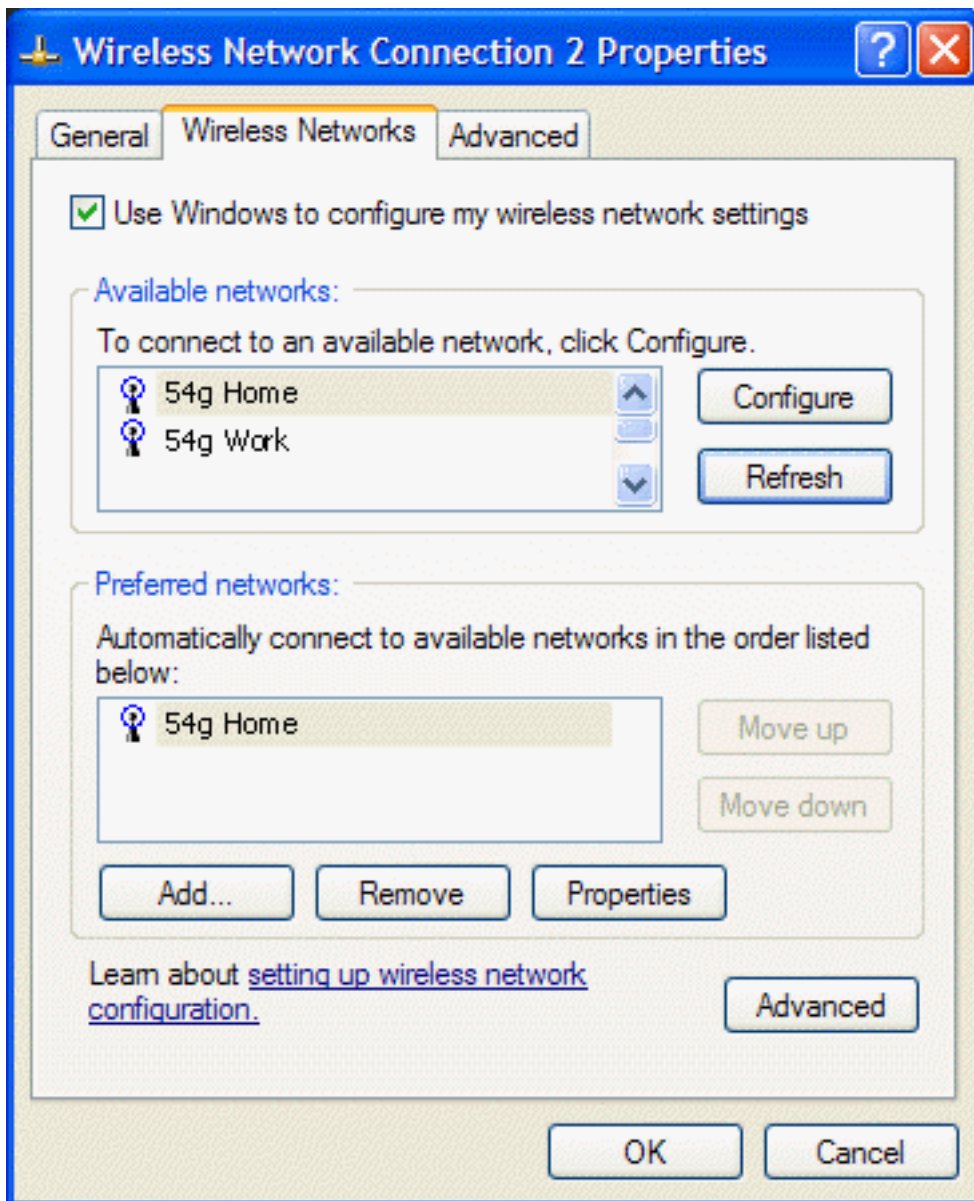 Wireless Network Connection 2 Properties
General Wireless Networks Advanced
Use Windows to configure my wireless network settings
Available networks:
To connect to an available network, click Configure.
54g Home
Configure
54g Work
Refresh
Preferred networks:
Automatically connect to available networks in the order listed
below:
54g Home
Move up
Move down
Add... Remove Properties
Learn about setting up wireless network
configuration.
Advanced
OK Cancel